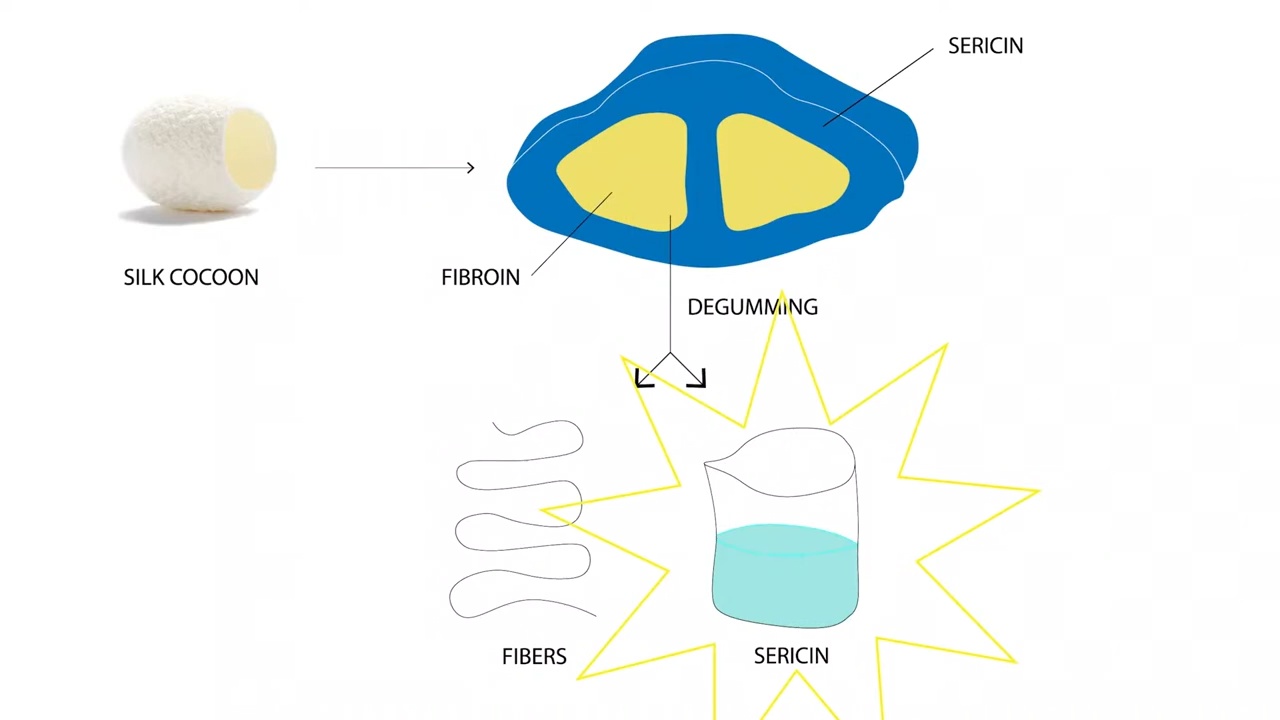 SERICIN
SILK COCOON
FIBROIN
DEGUMMING
FIBERS
SERICIN